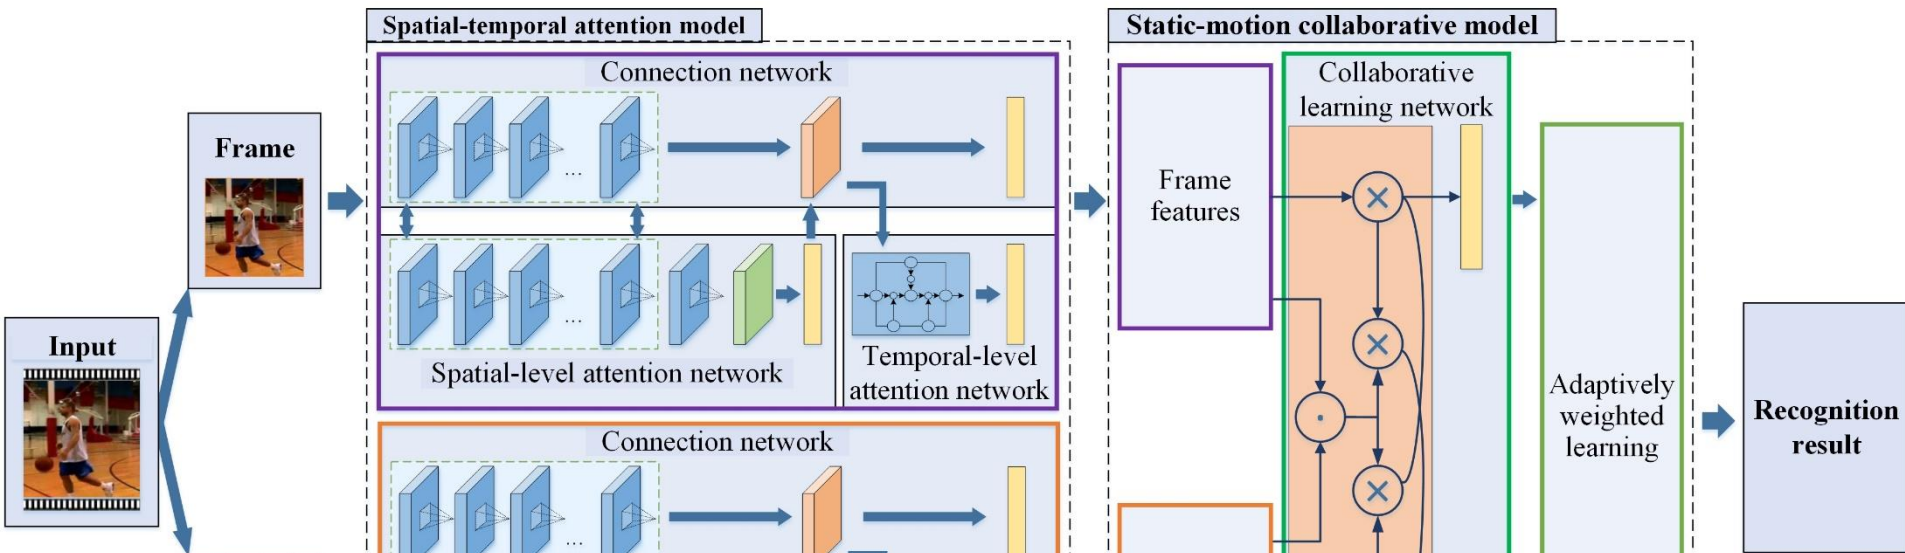 Spatial-temporal attention model
Static-motion collaborative model
Connection network
Frame
...
...
Spatial-level attention network
Temporal-level
attention network
Input
Connection network
...
Collaborative
learning network
Frame
features
Adaptively
weighted
learning
Recognition
result